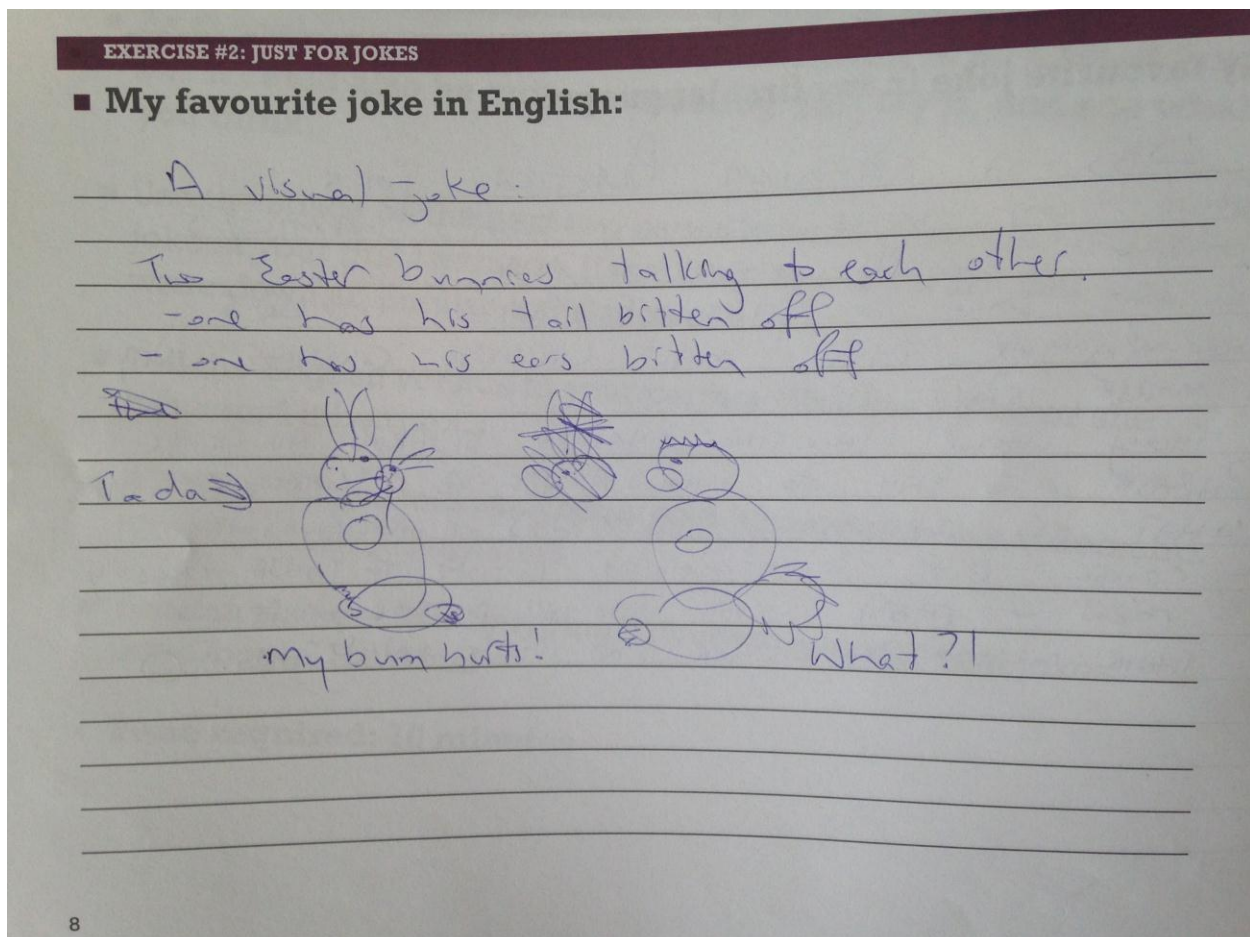 EXERCISE #2: JUST FOR JOKES
My favourite joke in English:
A visual joke:
Two Easter bunnies talking to each other.
-one has his tail bitten off
- one has his ears bitten off
Tada
My bum hurts!
What?!
8